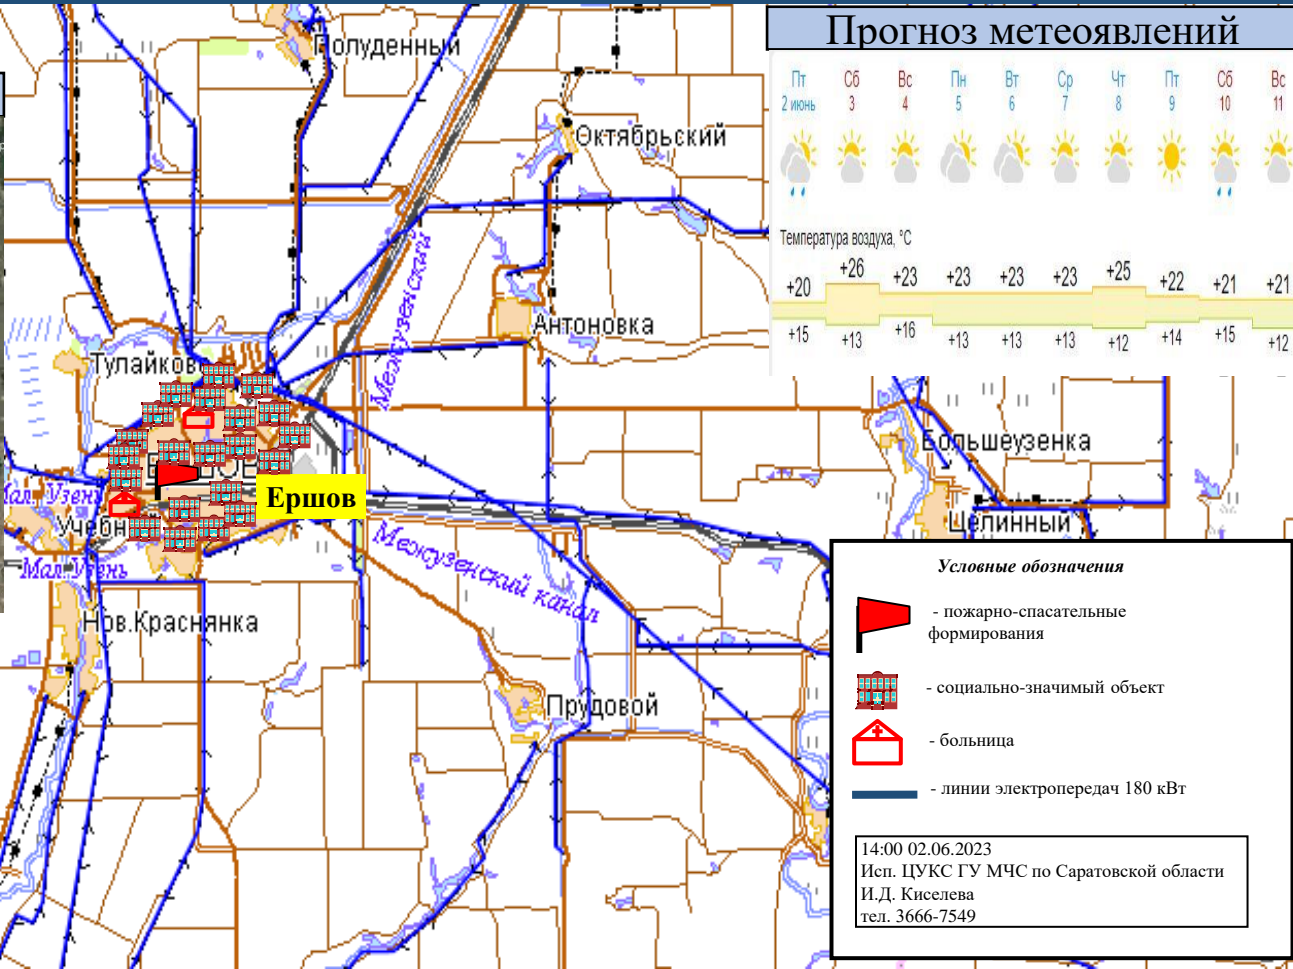 Прогноз метеоявлений
Пт Сб Вс Пн Вт Ср Чт Пт Сб Вс
2 июнь 3 4 5 6 7 8 9 10 11
Температура воздуха, °C
+20 +26 +23 +23 +23 +23 +25 +22 +21 +21
+15 +13 +16 +13 +13 +13 +12 +14 +15 +12
Полуденный
Октябрьский
Межузенский
Антоновка
Тулайков
Большеузенка
Ершов
Мал. Узень
Учебн
Целинный
Межузенский канал
Мал. Узень
Нов.Краснянка
Прудовой
Условные обозначения
- пожарно-спасательные
формирования
- социально-значимый объект
- больница
- линии электропередач 180 кВт
14:00 02.06.2023
Исп. ЦУКС ГУ МЧС по Саратовской области
И.Д. Киселева
тел. 3666-7549